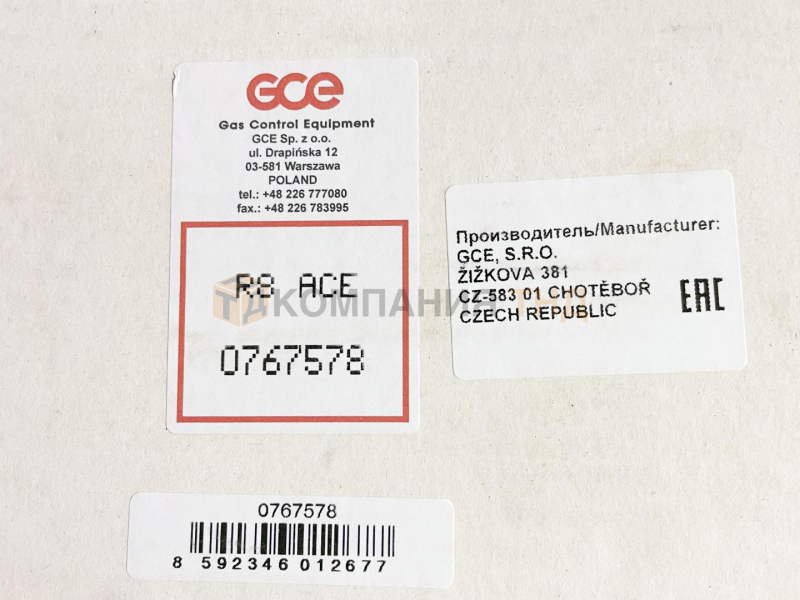 GCE
Gas Control Equipment
GCE Sp. z o.o.
ul. Drapińska 12
03-581 Warszawa
POLAND
tel.: +48 226 777080
fax.: +48 226 783995
R8 ACE
0767578
КОМПАНИЯ ТНП
Производитель/Manufacturer:
GCE, S.R.O.
ŽIŽKOVA 381
CZ-583 01 CHOTĚBOŘ
CZECH REPUBLIC
EAC
0767578
8 592346 012677